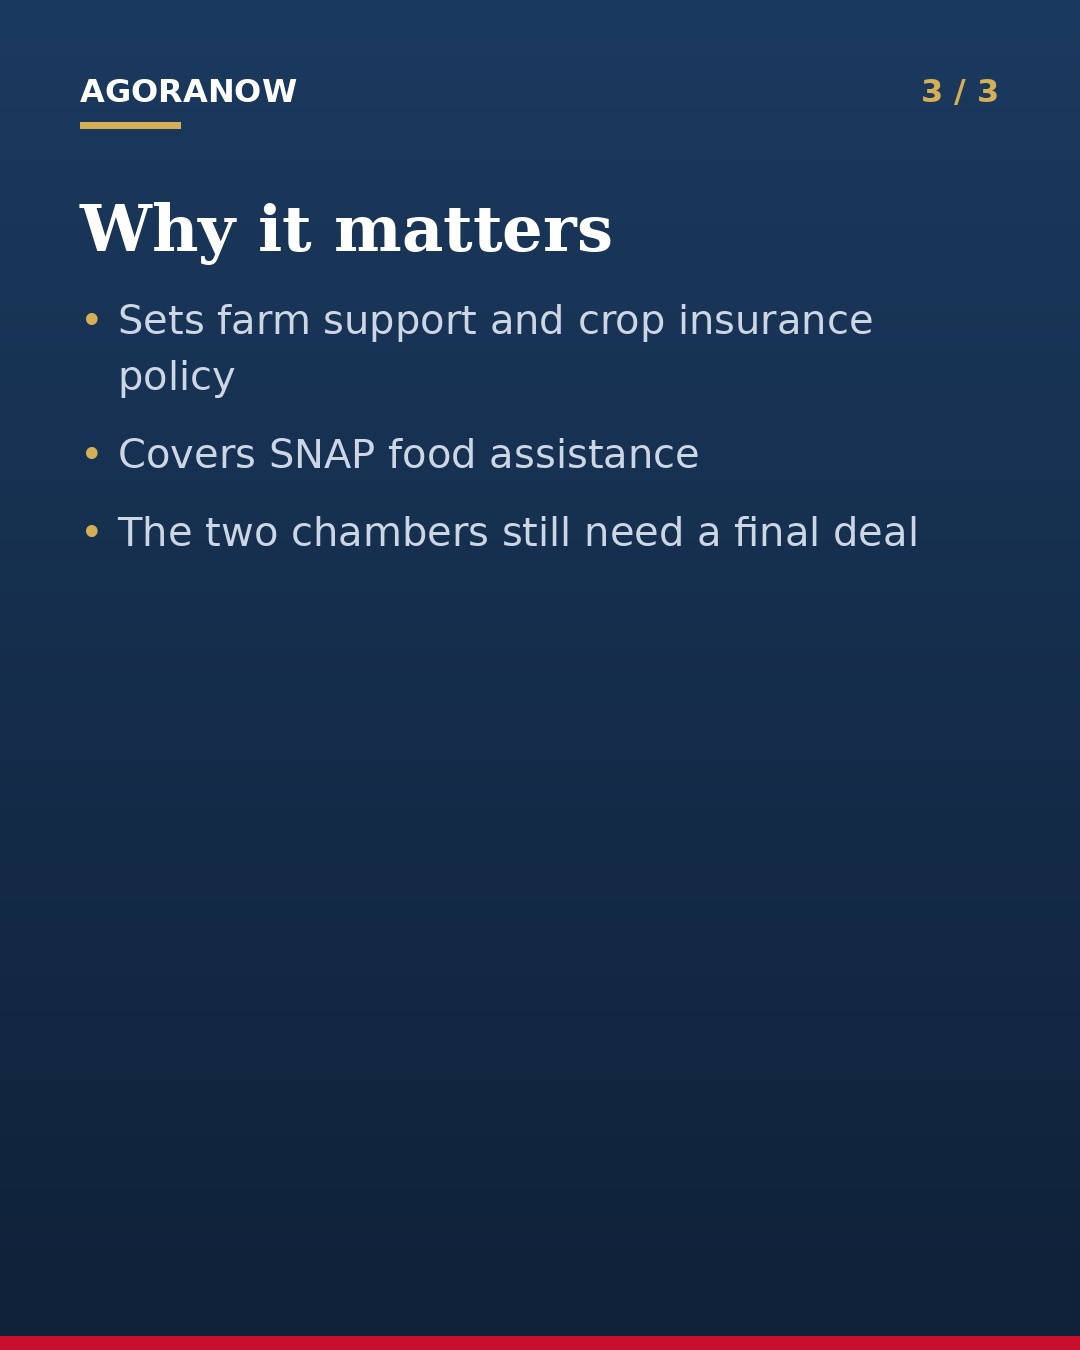 AGORANOW
3 / 3
Why it matters
• Sets farm support and crop insurance
policy
• Covers SNAP food assistance
• The two chambers still need a final deal